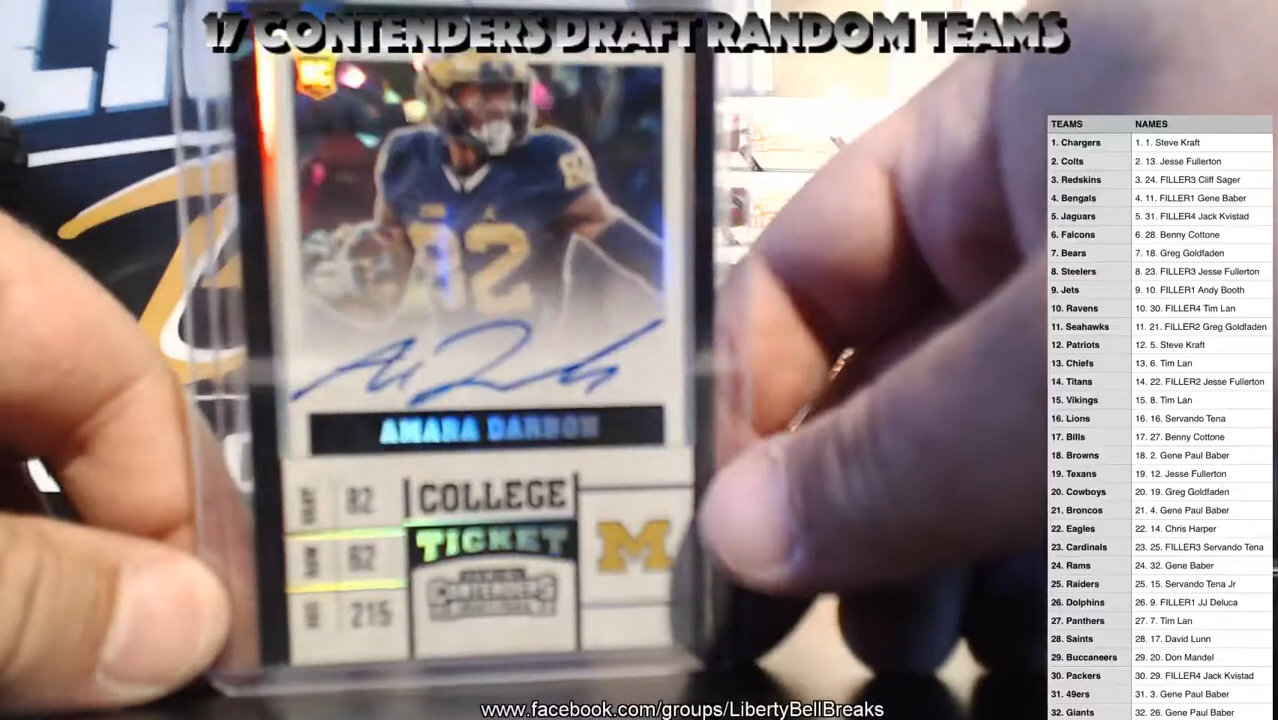 17 CONTENDERS DRAFT RANDOM TEAMS
RC
82
AMARA DARBOH
SEAT 82
COLLEGE
TICKET
ROW 82
M
SEC 215
PANINI
CONTENDERS
TEAMS NAMES
1. Chargers 1. 1. Steve Kraft
2. Colts 2. 13. Jesse Fullerton
3. Redskins 3. 24. FILLER3 Cliff Sager
4. Bengals 4. 11. FILLER1 Gene Baber
5. Jaguars 5. 31. FILLER4 Jack Kvistad
6. Falcons 6. 28. Benny Cottone
7. Bears 7. 18. Greg Goldfaden
8. Steelers 8. 23. FILLER3 Jesse Fullerton
9. Jets 9. 10. FILLER1 Andy Booth
10. Ravens 10. 30. FILLER4 Tim Lan
11. Seahawks 11. 21. FILLER2 Greg Goldfaden
12. Patriots 12. 5. Steve Kraft
13. Chiefs 13. 6. Tim Lan
14. Titans 14. 22. FILLER2 Jesse Fullerton
15. Vikings 15. 8. Tim Lan
16. Lions 16. 16. Servando Tena
17. Bills 17. 27. Benny Cottone
18. Browns 18. 2. Gene Paul Baber
19. Texans 19. 12. Jesse Fullerton
20. Cowboys 20. 19. Greg Goldfaden
21. Broncos 21. 4. Gene Paul Baber
22. Eagles 22. 14. Chris Harper
23. Cardinals 23. 25. FILLER3 Servando Tena
24. Rams 24. 32. Gene Baber
25. Raiders 25. 15. Servando Tena Jr
26. Dolphins 26. 9. FILLER1 JJ Deluca
27. Panthers 27. 7. Tim Lan
28. Saints 28. 17. David Lunn
29. Buccaneers 29. 20. Don Mandel
30. Packers 30. 29. FILLER4 Jack Kvistad
31. 49ers 31. 3. Gene Paul Baber
32. Giants 32. 26. Gene Paul Baber
www.facebook.com/groups/LibertyBellBreaks